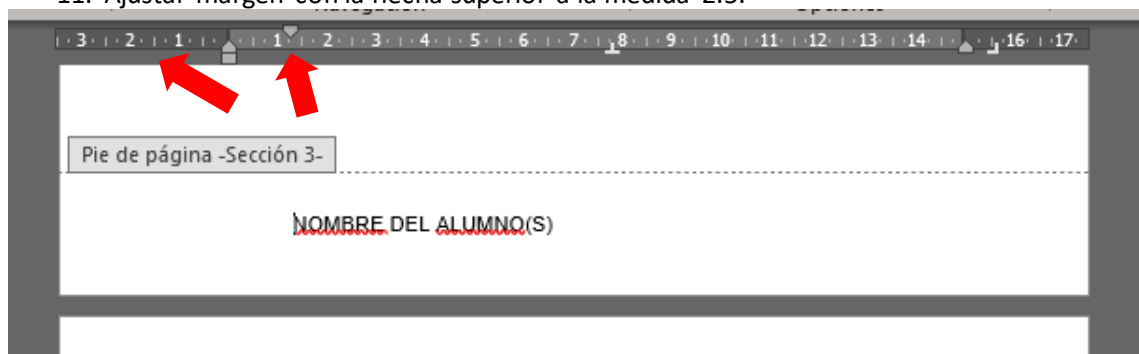 11. Ajustar margen con la flecha superior a la medida 2.5.
3 2 1 1 2 3 4 5 6 7 8 9 10 11 12 13 14 16 17
Pie de página -Sección 3-
NOMBRE DEL ALUMNO(S)